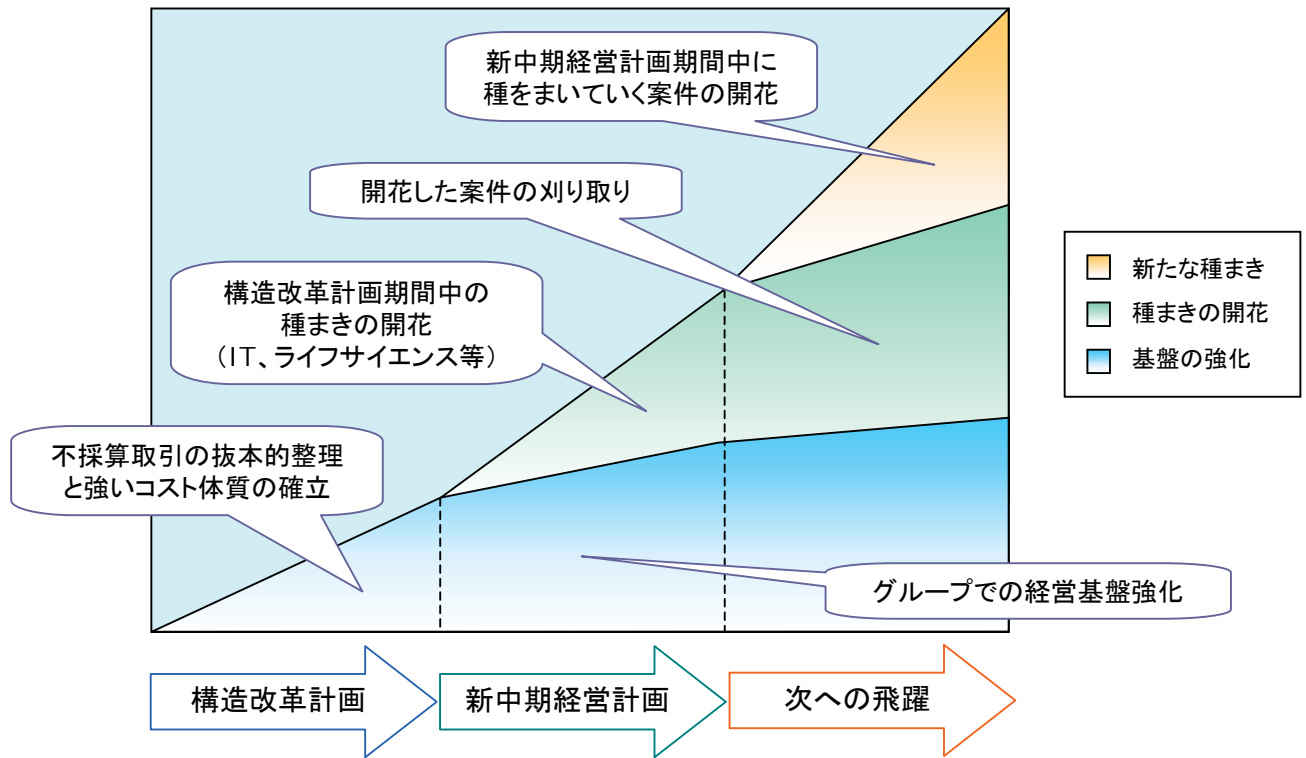 新中期経営計画期間中に
種をまいていく案件の開花
開花した案件の刈り取り
構造改革計画期間中の
種まきの開花
（ＩＴ、ライフサイエンス等）
不採算取引の抜本的整理
と強いコスト体質の確立
グループでの経営基盤強化
新たな種まき
種まきの開花
基盤の強化
構造改革計画
新中期経営計画
次への飛躍